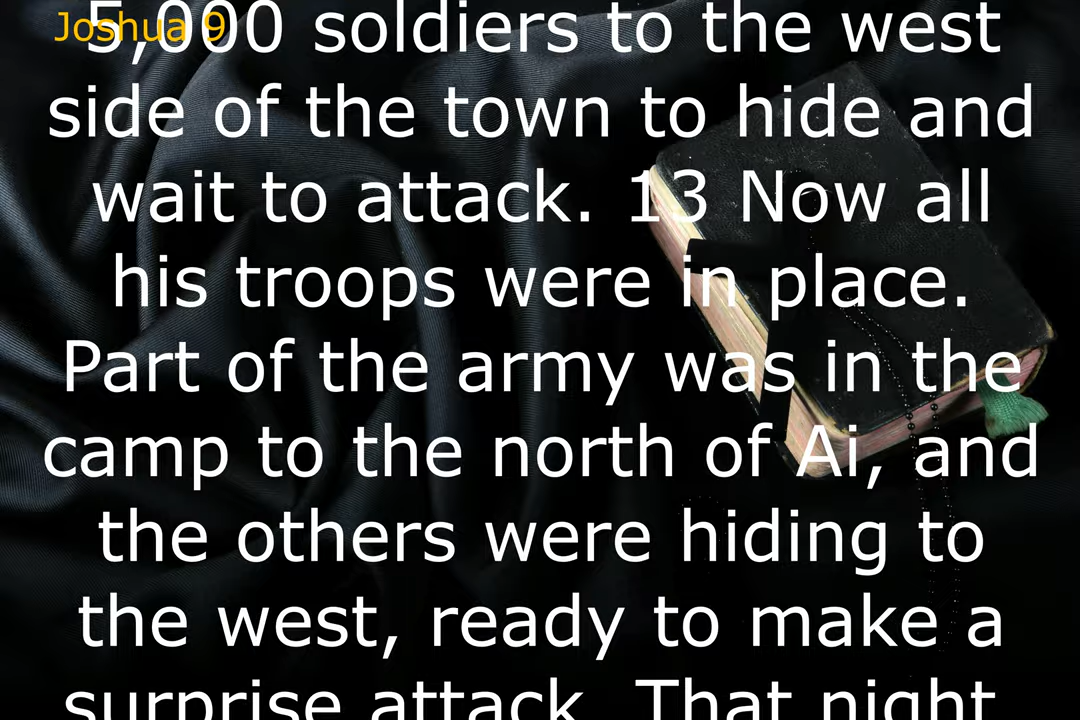 Joshua 9
5,000 soldiers to the west
side of the town to hide and
wait to attack. 13 Now all
his troops were in place.
Part of the army was in the
camp to the north of Ai, and
the others were hiding to
the west, ready to make a
surprise attack. That night,